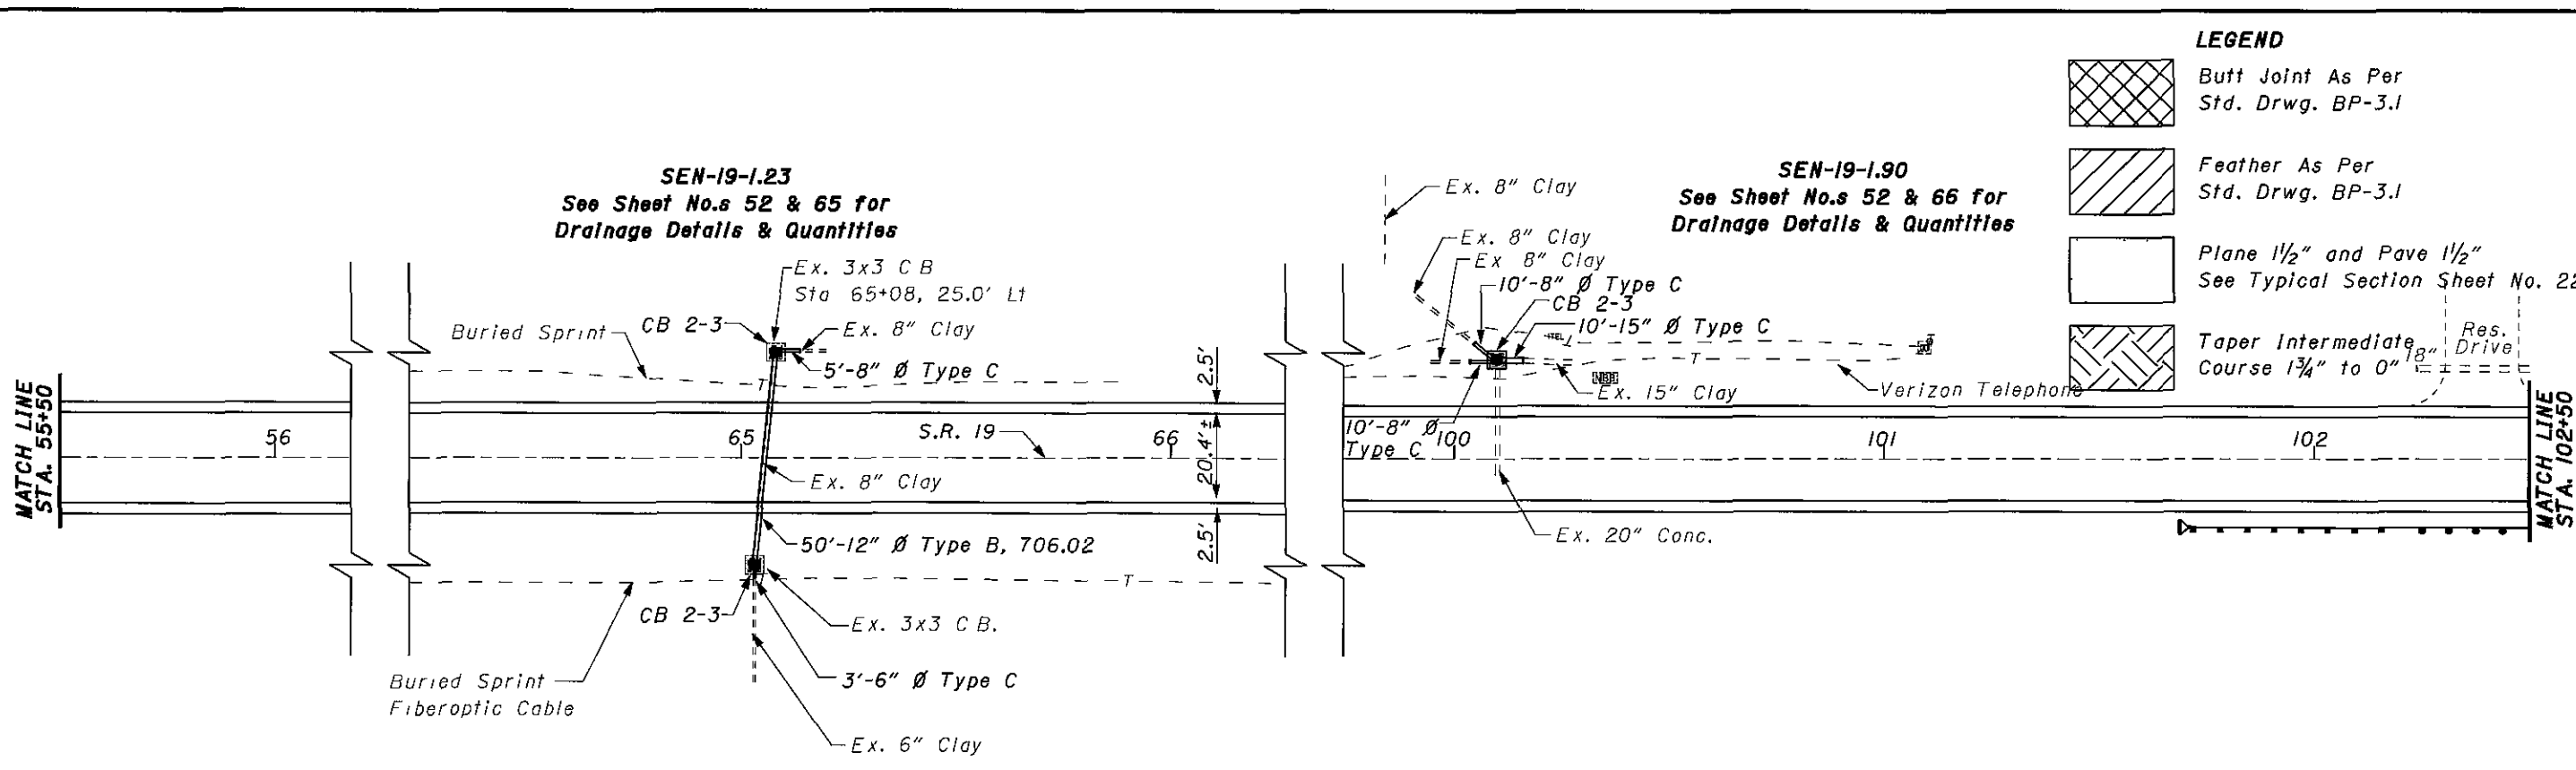 LEGEND
Butt Joint As Per
Std. Drwg. BP-3.1
Feather As Per
Std. Drwg. BP-3.1
Plane 1½" and Pave 1½"
See Typical Section Sheet No. 22
Taper Intermediate
Course 1¾" to 0"
18"
Res.
Drive
SEN-19-1.23
See Sheet No.s 52 & 65 for
Drainage Details & Quantities
Ex. 3x3 C B
Sta 65+08, 25.0' Lt
Buried Sprint
CB 2-3
Ex. 8" Clay
5'-8" Ø Type C
T
MATCH LINE
STA. 55+50
56
65
S.R. 19
66
2.5'
20.4'±
2.5'
Ex. 8" Clay
50'-12" Ø Type B, 706.02
T
CB 2-3
Ex. 3x3 C B.
Buried Sprint
Fiberoptic Cable
3'-6" Ø Type C
Ex. 6" Clay
SEN-19-1.90
See Sheet No.s 52 & 66 for
Drainage Details & Quantities
Ex. 8" Clay
Ex. 8" Clay
Ex 8" Clay
10'-8" Ø Type C
CB 2-3
10'-15" Ø Type C
TEL
T
Ex. 15" Clay
Verizon Telephone
10'-8" Ø
Type C
100
101
102
Ex. 20" Conc.
MATCH LINE
STA. 102+50